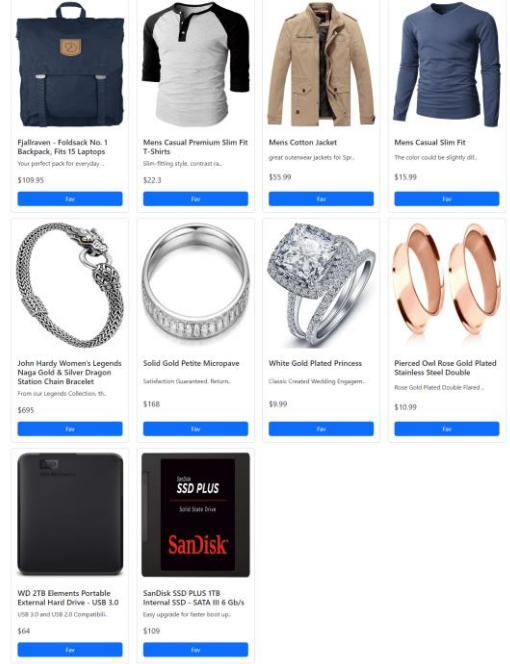 Fjallraven - Foldsack No. 1
Backpack, Fits 15 Laptops
Your perfect pack for everyday ..
$109.95
Fav
Mens Casual Premium Slim Fit
T-Shirts
Slim-fitting style, contrast ra..
$22.3
Fav
Mens Cotton Jacket
great outerwear jackets for Spr..
$55.99
Fav
Mens Casual Slim Fit
The color could be slightly dif..
$15.99
Fav
John Hardy Women's Legends
Naga Gold & Silver Dragon
Station Chain Bracelet
From our Legends Collection, th..
$695
Fav
Solid Gold Petite Micropave
Satisfaction Guaranteed. Return..
$168
Fav
White Gold Plated Princess
Classic Created Wedding Engagem..
$9.99
Fav
Pierced Owl Rose Gold Plated
Stainless Steel Double
Rose Gold Plated Double Flared ..
$10.99
Fav
WD 2TB Elements Portable
External Hard Drive - USB 3.0
USB 3.0 and USB 2.0 Compatibili..
$64
Fav
SanDisk
SSD PLUS
Solid State Drive
SanDisk
SanDisk SSD PLUS 1TB
Internal SSD - SATA III 6 Gb/s
Easy upgrade for faster boot up..
$109
Fav